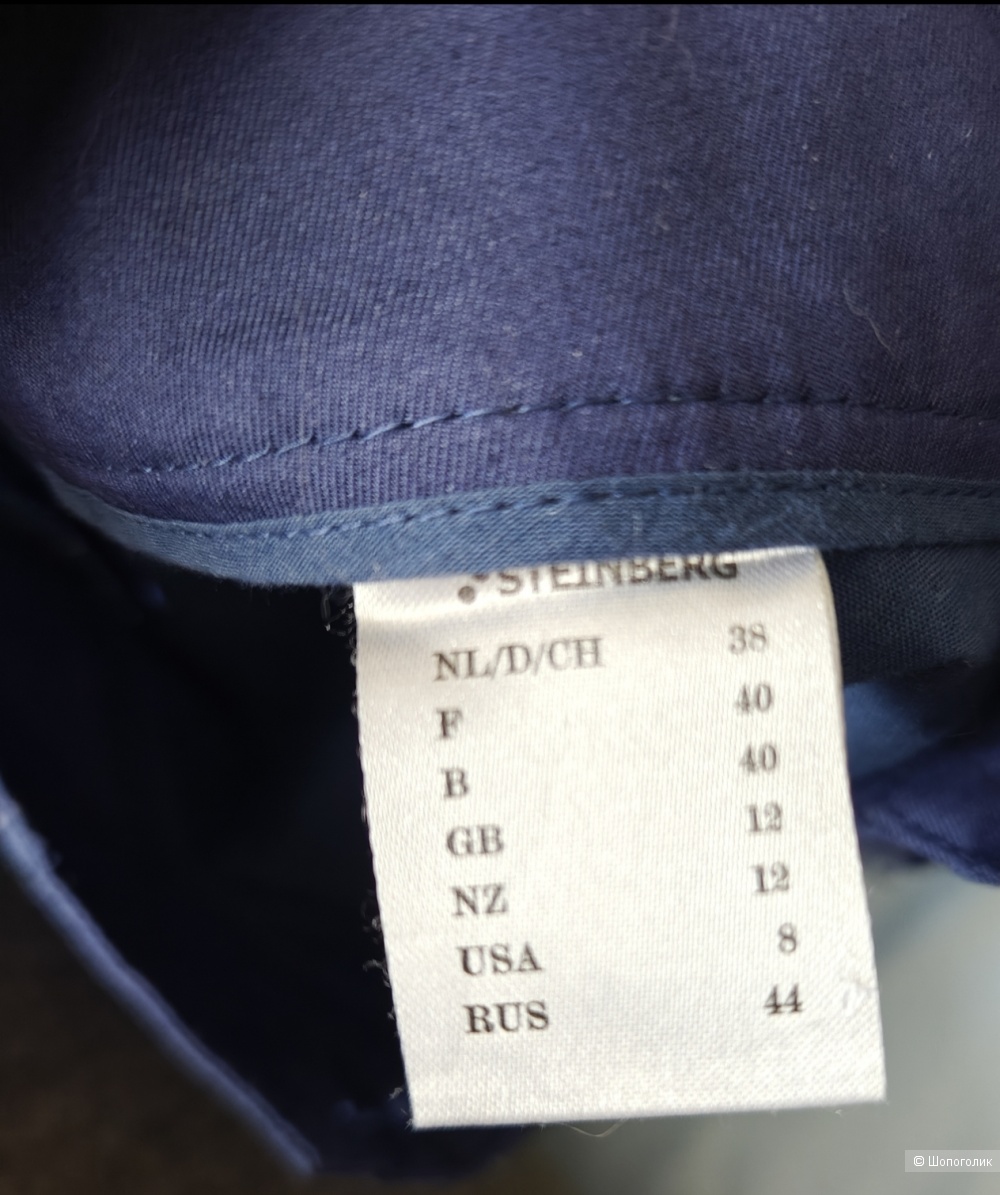 STEINBERG
NL/D/CH 38
F 40
B 40
GB 12
NZ 12
USA 8
RUS 44
© Шопоголик